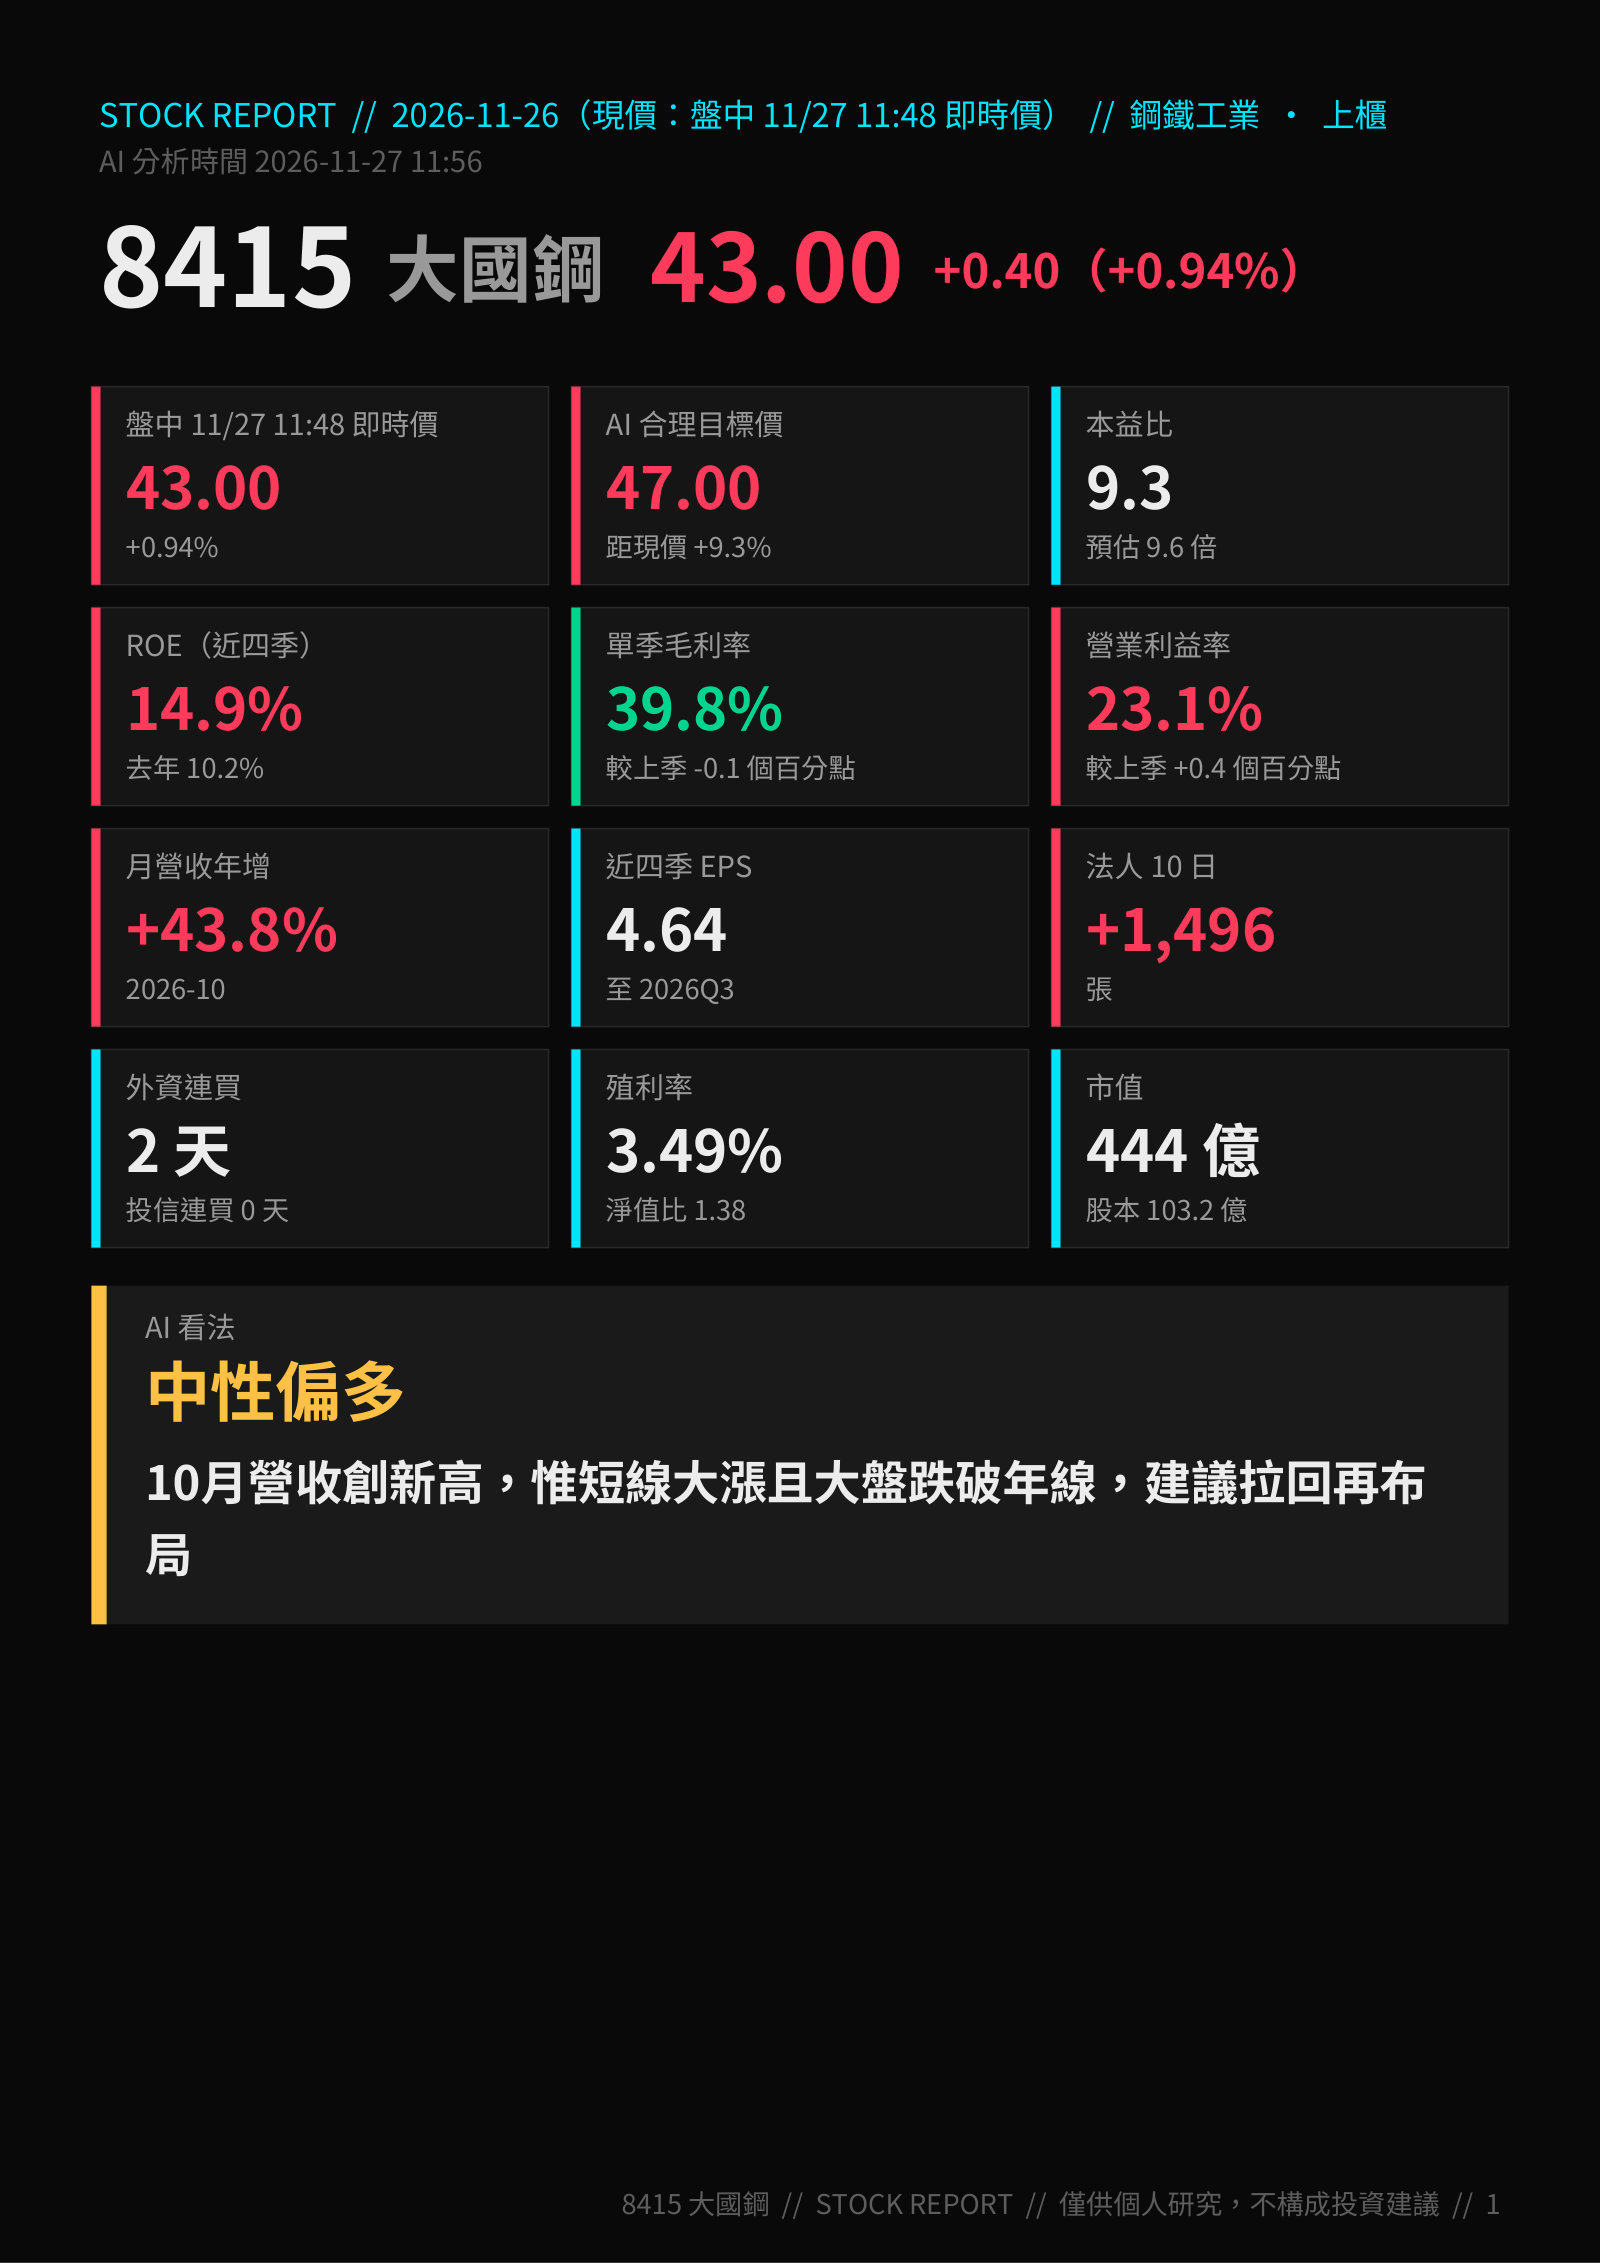 STOCK REPORT // 2026-11-26（現價：盤中 11/27 11:48 即時價） // 鋼鐵工業 ・ 上櫃
AI 分析時間 2026-11-27 11:56
8415 大國鋼 43.00 +0.40（+0.94%）
盤中 11/27 11:48 即時價
43.00
+0.94%
AI 合理目標價
47.00
距現價 +9.3%
本益比
9.3
預估 9.6 倍
ROE（近四季）
14.9%
去年 10.2%
單季毛利率
39.8%
較上季 -0.1 個百分點
營業利益率
23.1%
較上季 +0.4 個百分點
月營收年增
+43.8%
2026-10
近四季 EPS
4.64
至 2026Q3
法人 10 日
+1,496
張
外資連買
2 天
投信連買 0 天
殖利率
3.49%
淨值比 1.38
市值
444 億
股本 103.2 億
AI 看法
中性偏多
10月營收創新高，惟短線大漲且大盤跌破年線，建議拉回再布
局
8415 大國鋼 // STOCK REPORT // 僅供個人研究，不構成投資建議 // 1